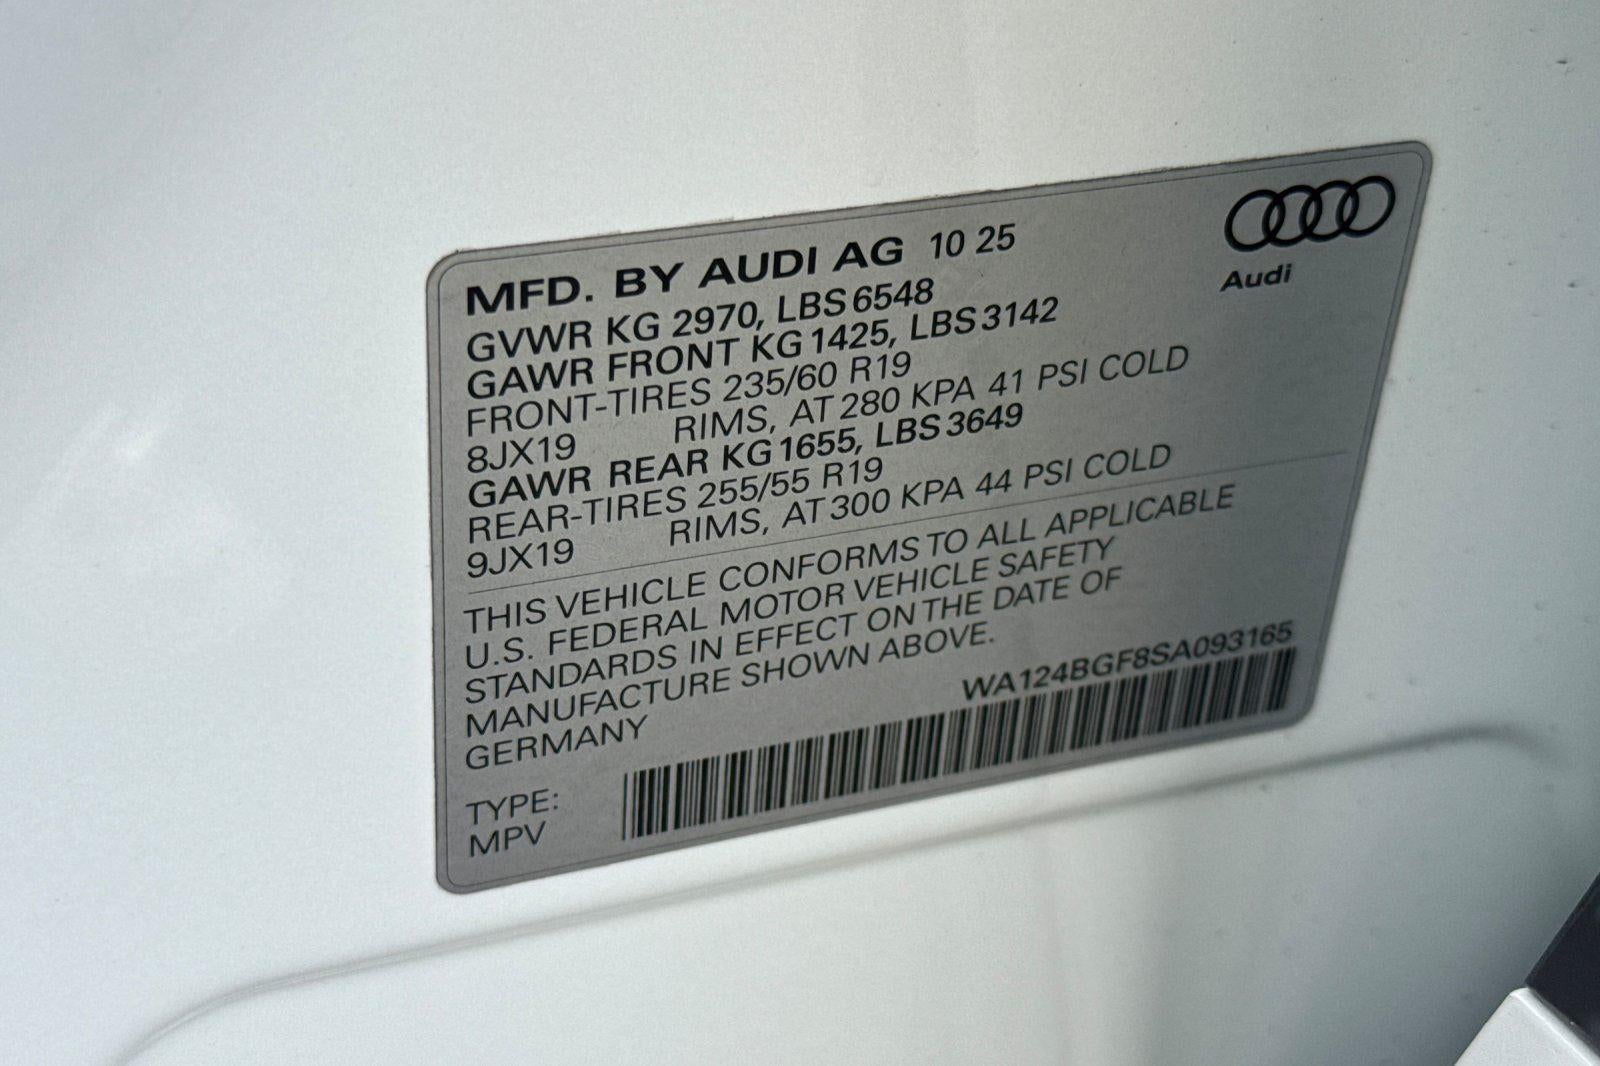 MFD. BY AUDI AG 10 25
Audi
GVWR KG 2970, LBS 6548
GAWR FRONT KG 1425, LBS 3142
FRONT-TIRES 235/60 R19
8JX19 RIMS, AT 280 KPA 41 PSI COLD
GAWR REAR KG 1655, LBS 3649
REAR-TIRES 255/55 R19
9JX19 RIMS, AT 300 KPA 44 PSI COLD
THIS VEHICLE CONFORMS TO ALL APPLICABLE
U.S. FEDERAL MOTOR VEHICLE SAFETY
STANDARDS IN EFFECT ON THE DATE OF
MANUFACTURE SHOWN ABOVE.
GERMANY
WA124BGF8SA093165
TYPE:
MPV